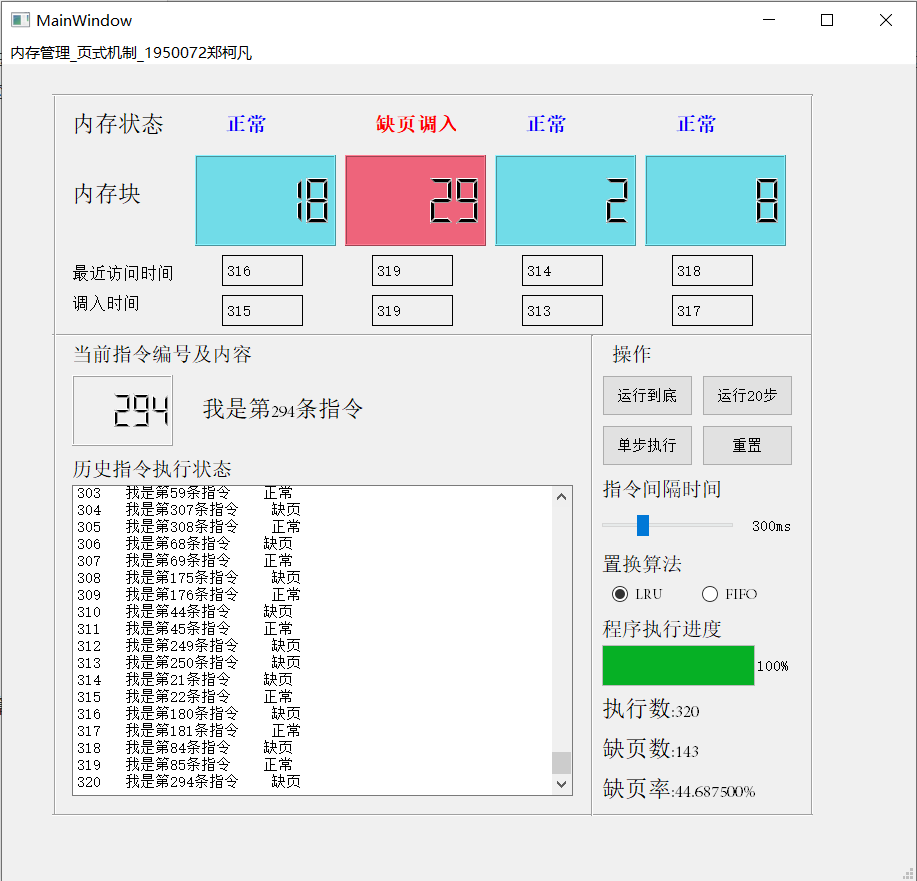 MainWindow
内存管理_页式机制_1950072郑柯凡
内存状态 正常 缺页调入 正常 正常
内存块 18 29 2 8
最近访问时间 316 319 314 318
调入时间 315 319 313 317
当前指令编号及内容
294 我是第294条指令
历史指令执行状态
303 我是第59条指令 正常
304 我是第307条指令 缺页
305 我是第308条指令 正常
306 我是第68条指令 缺页
307 我是第69条指令 正常
308 我是第175条指令 缺页
309 我是第176条指令 正常
310 我是第44条指令 缺页
311 我是第45条指令 正常
312 我是第249条指令 缺页
313 我是第250条指令 缺页
314 我是第21条指令 缺页
315 我是第22条指令 正常
316 我是第180条指令 缺页
317 我是第181条指令 正常
318 我是第84条指令 缺页
319 我是第85条指令 正常
320 我是第294条指令 缺页
操作
运行到底 运行20步
单步执行 重置
指令间隔时间
300ms
置换算法
LRU FIFO
程序执行进度
100%
执行数:320
缺页数:143
缺页率:44.687500%